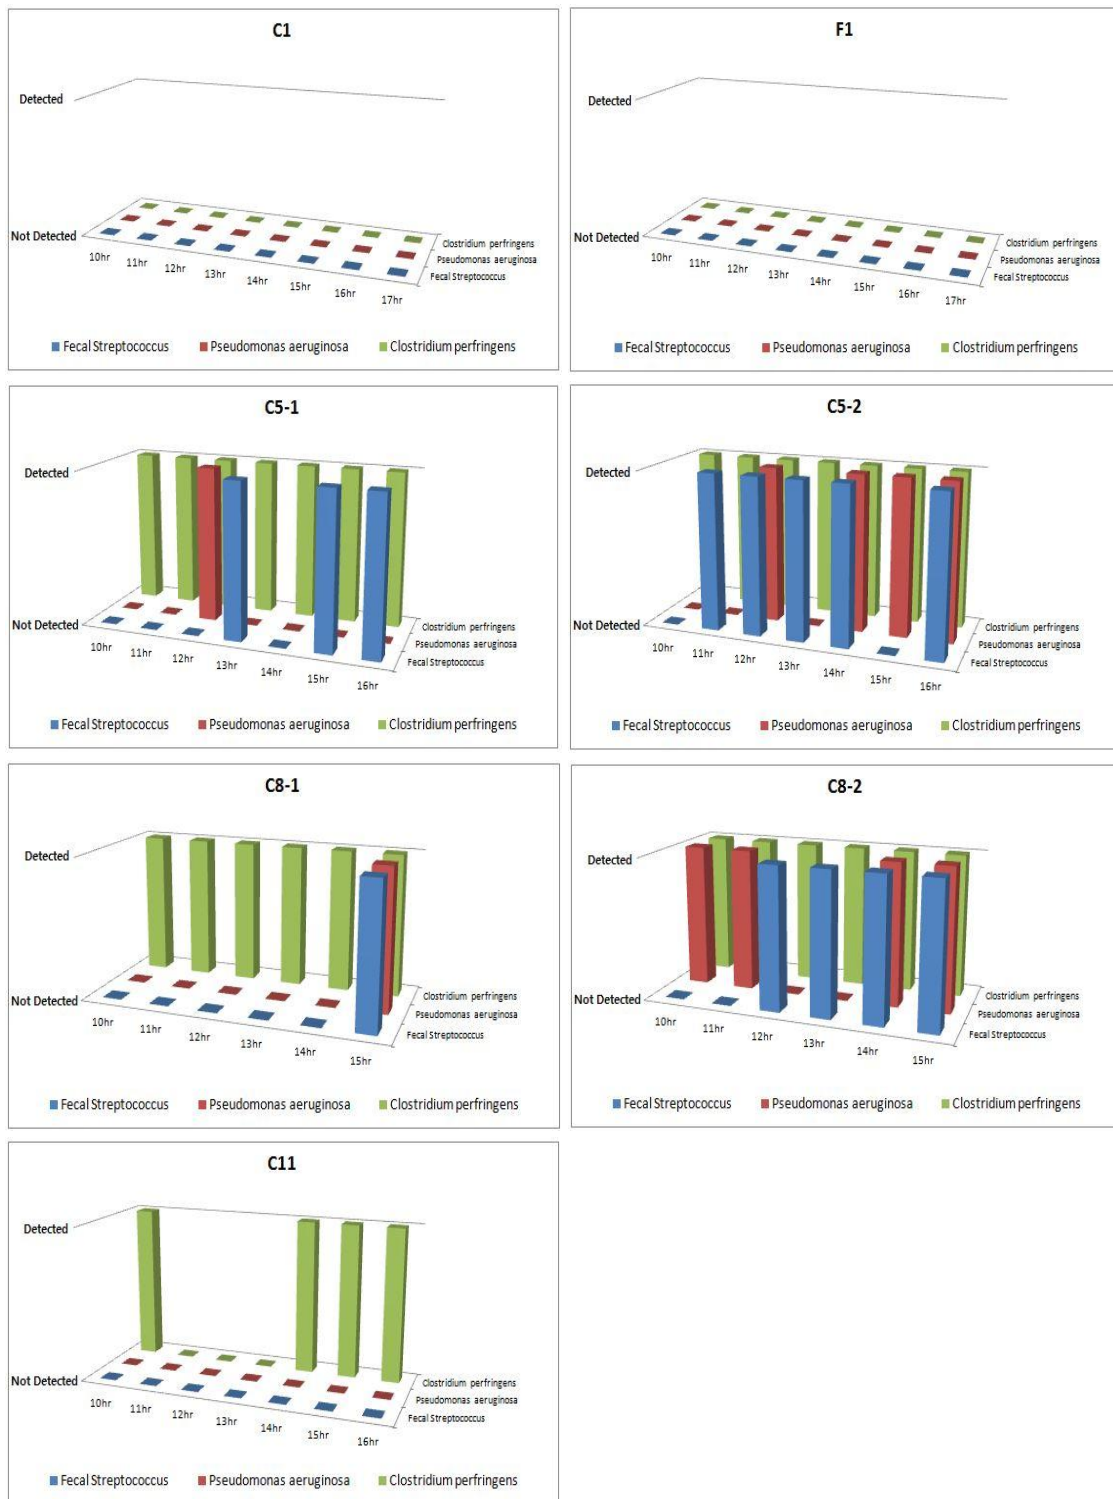 C1
Detected
Not Detected
10hr 11hr 12hr 13hr 14hr 15hr 16hr 17hr
Clostridium perfringens
Pseudomonas aeruginosa
Fecal Streptococcus
Fecal Streptococcus Pseudomonas aeruginosa Clostridium perfringens
F1
Detected
Not Detected
10hr 11hr 12hr 13hr 14hr 15hr 16hr 17hr
Clostridium perfringens
Pseudomonas aeruginosa
Fecal Streptococcus
Fecal Streptococcus Pseudomonas aeruginosa Clostridium perfringens
C5-1
Detected
Not Detected
10hr 11hr 12hr 13hr 14hr 15hr 16hr
Clostridium perfringens
Pseudomonas aeruginosa
Fecal Streptococcus
Fecal Streptococcus Pseudomonas aeruginosa Clostridium perfringens
C5-2
Detected
Not Detected
10hr 11hr 12hr 13hr 14hr 15hr 16hr
Clostridium perfringens
Pseudomonas aeruginosa
Fecal Streptococcus
Fecal Streptococcus Pseudomonas aeruginosa Clostridium perfringens
C8-1
Detected
Not Detected
10hr 11hr 12hr 13hr 14hr 15hr
Clostridium perfringens
Pseudomonas aeruginosa
Fecal Streptococcus
Fecal Streptococcus Pseudomonas aeruginosa Clostridium perfringens
C8-2
Detected
Not Detected
10hr 11hr 12hr 13hr 14hr 15hr
Clostridium perfringens
Pseudomonas aeruginosa
Fecal Streptococcus
Fecal Streptococcus Pseudomonas aeruginosa Clostridium perfringens
C11
Detected
Not Detected
10hr 11hr 12hr 13hr 14hr 15hr 16hr
Clostridium perfringens
Pseudomonas aeruginosa
Fecal Streptococcus
Fecal Streptococcus Pseudomonas aeruginosa Clostridium perfringens